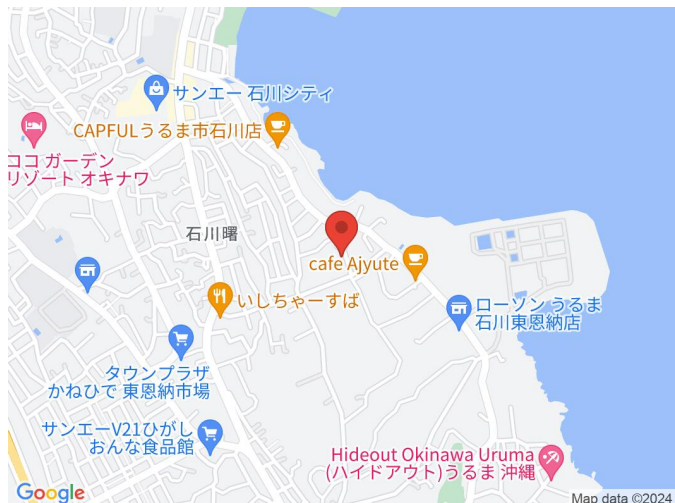 サンエー 石川シティ
CAPFULうるま市石川店
ココ ガーデン
リゾート オキナワ
石川曙
cafe Ajyute
いしちゃーすば
ローソン うるま
石川東恩納店
タウンプラザ
かねひで 東恩納市場
サンエーV21ひがし
おんな食品館
Hideout Okinawa Uruma
(ハイドアウト)うるま 沖縄
Google
Map data ©2024